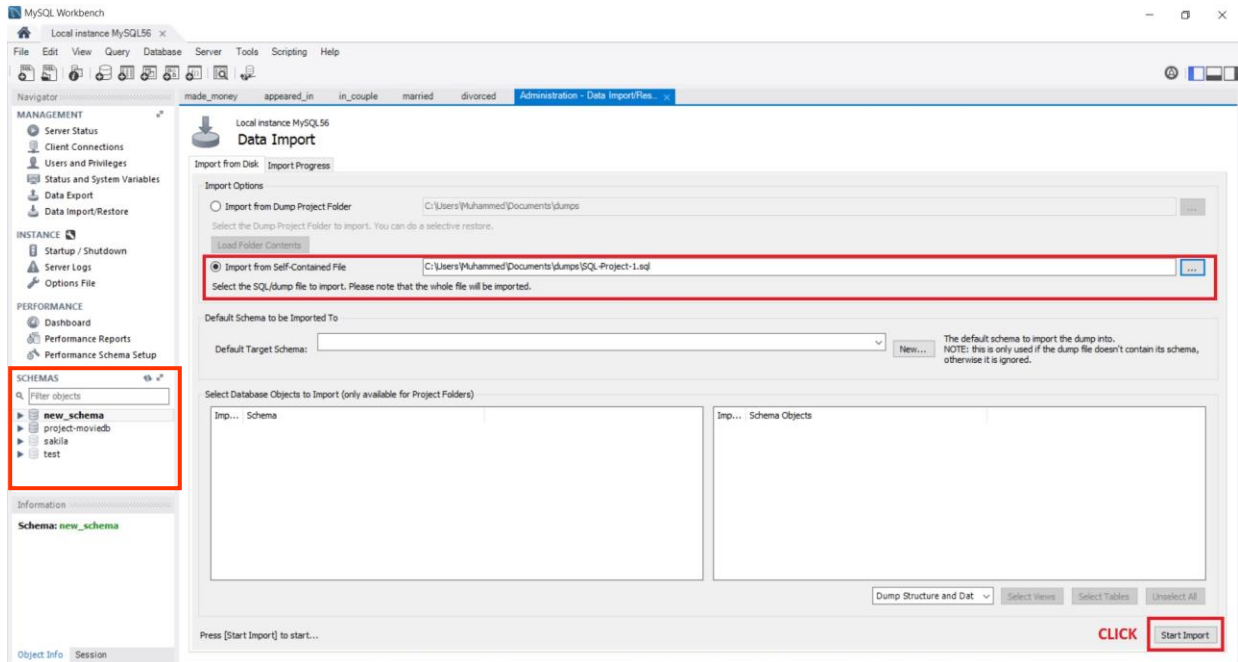 MySQL Workbench
Local instance MySQL56
File Edit View Query Database Server Tools Scripting Help
Navigator
MANAGEMENT
Server Status
Client Connections
Users and Privileges
Status and System Variables
Data Export
Data Import/Restore
INSTANCE
Startup / Shutdown
Server Logs
Options File
PERFORMANCE
Dashboard
Performance Reports
Performance Schema Setup
SCHEMAS
Filter objects
new_schema
project-moviedb
sakila
test
Information
Schema: new_schema
Object Info Session
made_money appeared_in in_couple married divorced Administration - Data Import/Res...
Local instance MySQL56
Data Import
Import from Disk Import Progress
Import Options
Import from Dump Project Folder C:\Users\Muhammed\Documents\dumps ...
Select the Dump Project Folder to import. You can do a selective restore.
Load Folder Contents
Import from Self-Contained File C:\Users\Muhammed\Documents\dumps\SQL-Project-1.sql ...
Select the SQL/dump file to import. Please note that the whole file will be imported.
Default Schema to be Imported To
Default Target Schema: New...
The default schema to import the dump into.
NOTE: this is only used if the dump file doesn't contain its schema,
otherwise it is ignored.
Select Database Objects to Import (only available for Project Folders)
Imp... Schema
Imp... Schema Objects
Dump Structure and Dat Select Views Select Tables Unselect All
Press [Start Import] to start...
CLICK Start Import